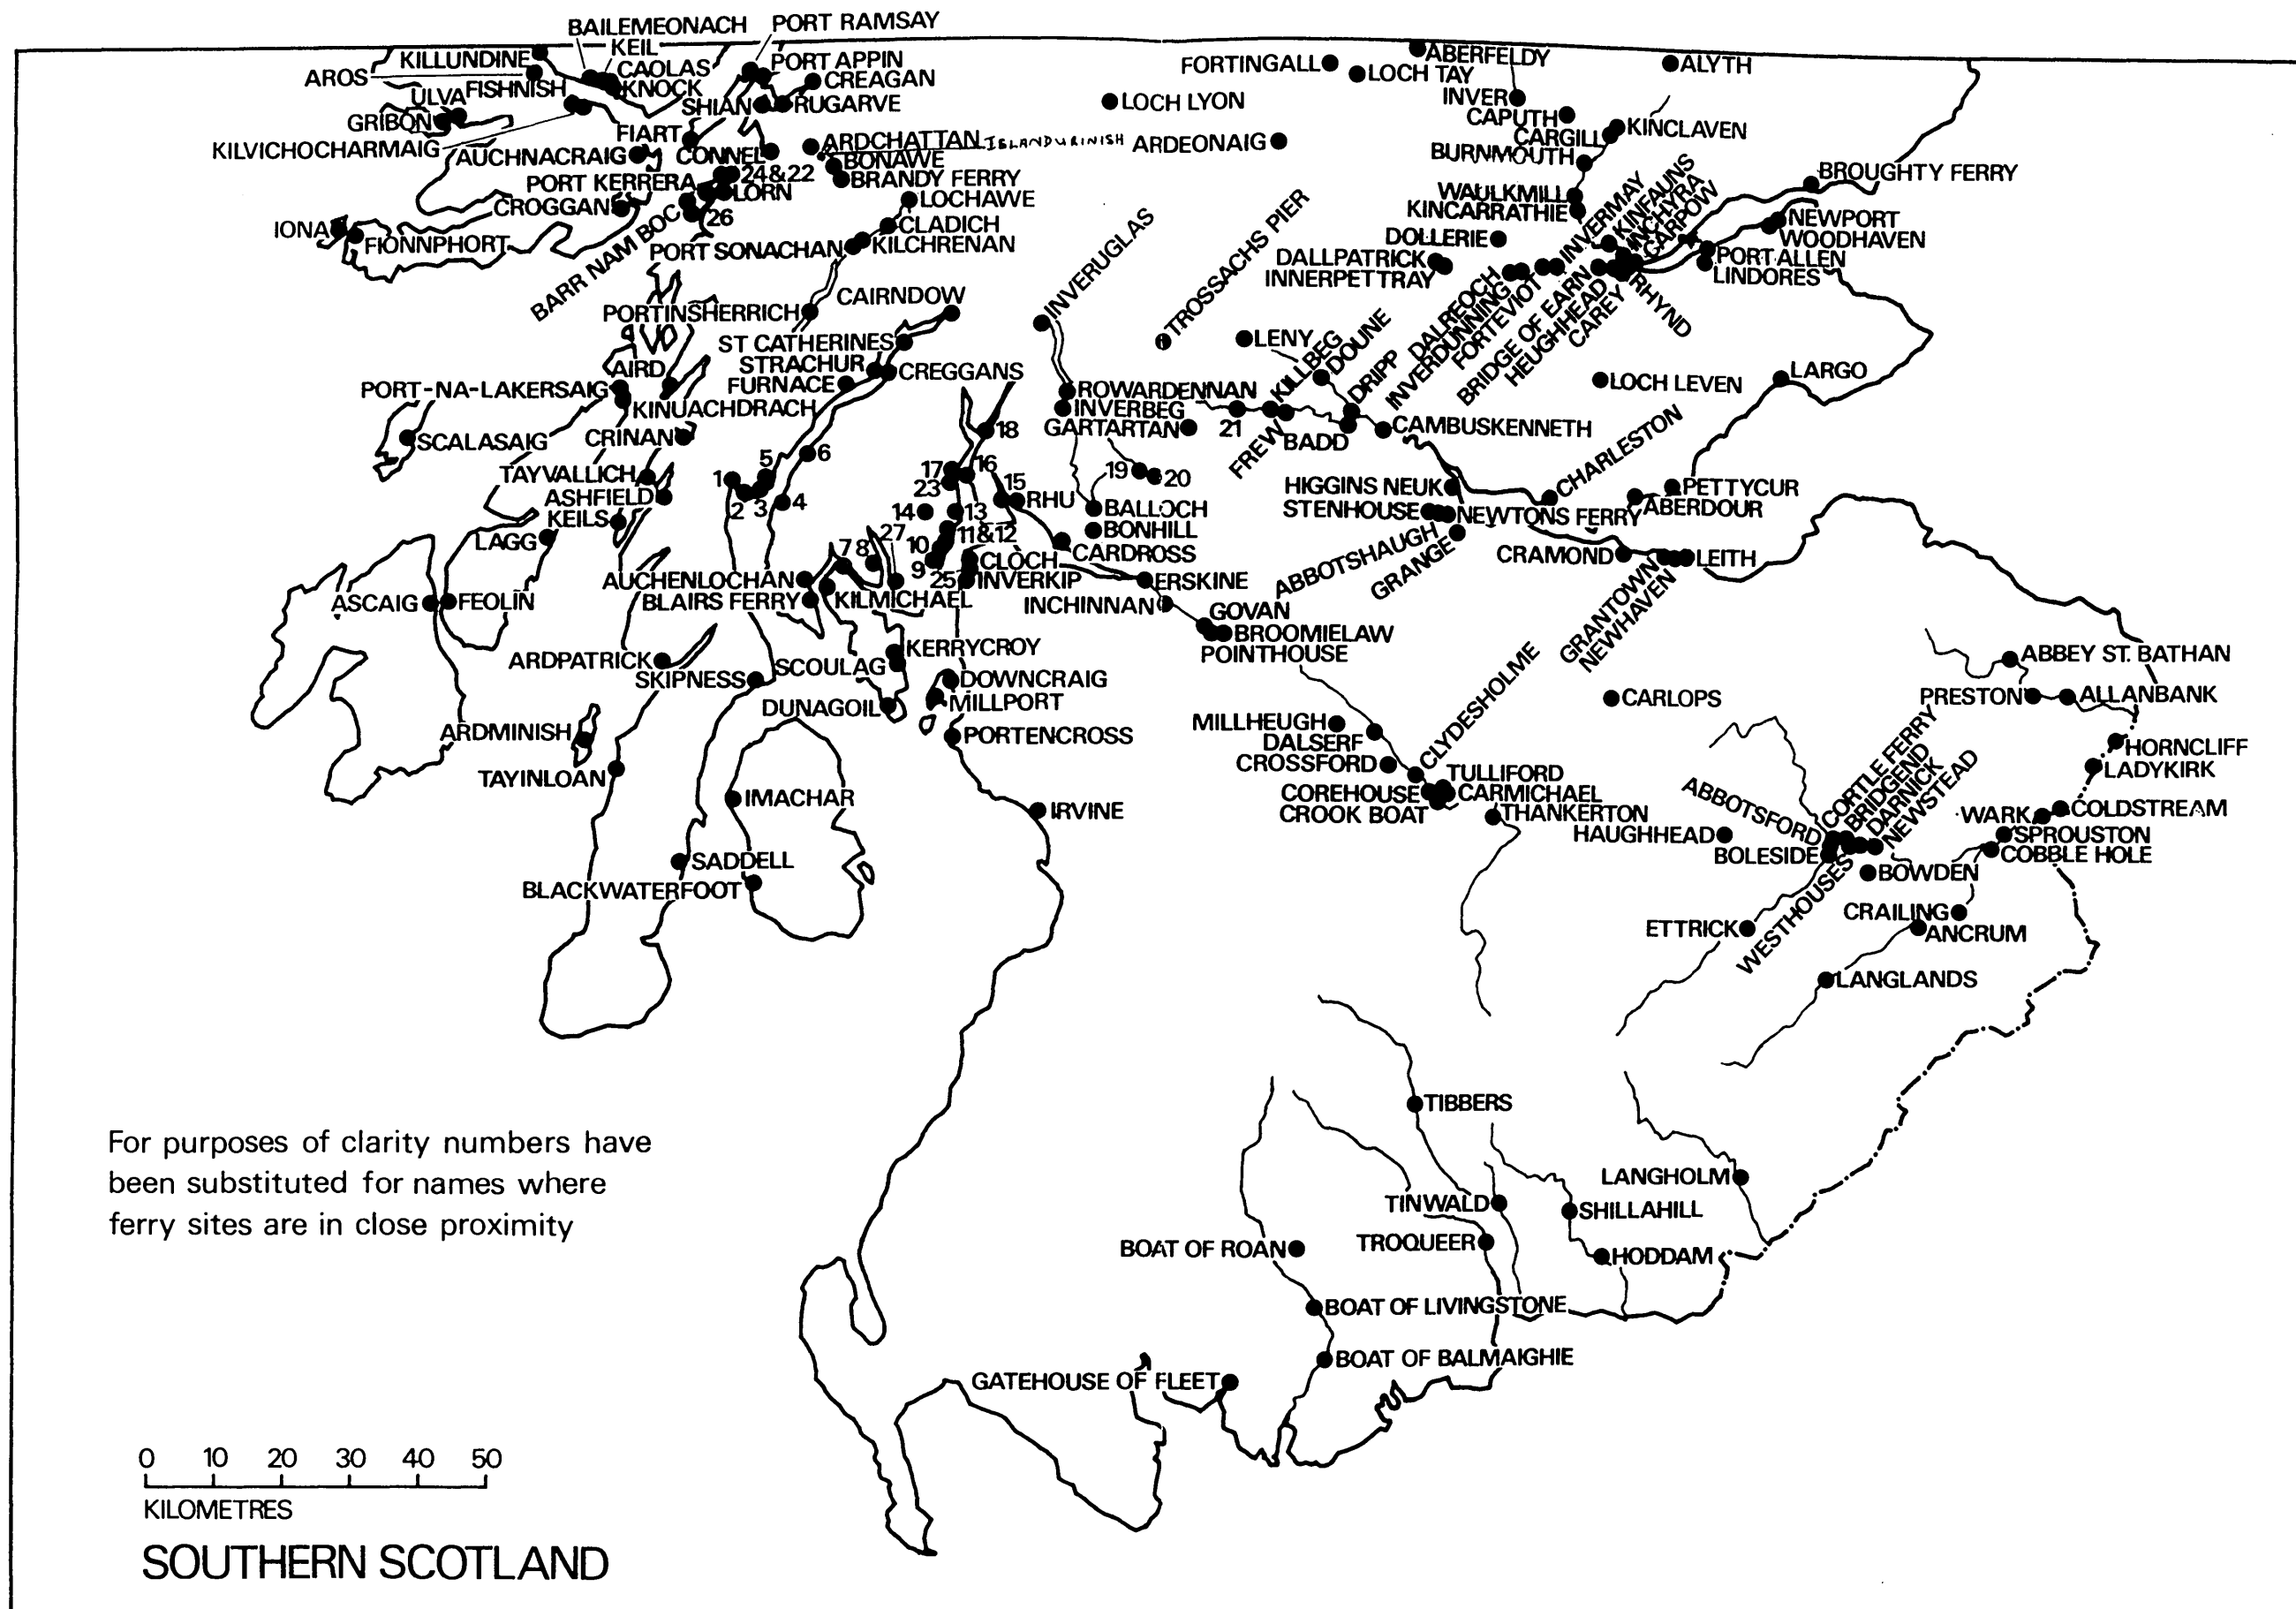 BAILEMEONACH
PORT RAMSAY
KILLUNDINE
KEIL
PORT APPIN
AROS
CAOLAS
CREAGAN
FISHNISH
KNOCK
ULVA
SHIAN
RUGARVE
GRIBON
FIART
KILVICHOCHARMAIG
ARDCHATTAN
ISLANDURINISH
ARDEONAIG
AUCHNACRAIG
CONNEL
BONAWE
PORT KERRERA
24&22
BRANDY FERRY
LORN
CROGGAN
LOCHAWE
26
CLADICH
IONA
FIONNPHORT
BARR NAM BOC
PORT SONACHAN
KILCHRENAN
FORTINGALL
ABERFELDY
LOCH TAY
ALYTH
LOCH LYON
INVER
CAPUTH
CARGILL
KINCLAVEN
BURNMOUTH
WAULKMILL
KINCARRATHIE
BROUGHTY FERRY
DOLLERIE
INVERMAY
KINFAUNS
INCHYRA
CARPOW
NEWPORT
WOODHAVEN
DALLPATRICK
INNERPETTRAY
PORT ALLEN
LINDORES
DALREOCH
INVERDUNNING
FORTEVIOT
BRIDGE OF EARN
HEUGHHEAD
CAREY
RHYND
INVERUGLAS
TROSSACHS PIER
LENY
KILLBEG
DOUNE
DRIPP
PORTINSHERRICH
CAIRNDOW
ST CATHERINES
STRACHUR
AIRD
FURNACE
CREGGANS
PORT-NA-LAKERSAIG
KINUACHDRACH
ROWARDENNAN
INVERBEG
GARTARTAN
21
FREW
BADD
CAMBUSKENNETH
LOCH LEVEN
LARGO
SCALASAIG
CRINAN
18
6
5
1
TAYVALLICH
17
16
19
20
CHARLESTON
ASHFIELD
2
3
4
23
15
RHU
HIGGINS NEUK
PETTYCUR
KEILS
14
13
BALLOCH
STENHOUSE
NEWTONS FERRY
ABERDOUR
LAGG
27
10
11&12
BONHILL
ABBOTSHAUGH
GRANGE
7
8
9
CLOCH
CARDROSS
CRAMOND
LEITH
AUCHENLOCHAN
25
INVERKIP
ERSKINE
GRANTOWN
NEWHAVEN
ASCAIG
FEOLIN
BLAIRS FERRY
KILMICHAEL
INCHINNAN
GOVAN
BROOMIELAW
POINTHOUSE
ARDPATRICK
KERRYCROY
SCOULAG
SKIPNESS
DOWNCRAIG
DUNAGOIL
MILLPORT
PORTENCROSS
ARDMINISH
TAYINLOAN
CLYDESHOLME
CARLOPS
ABBEY ST. BATHAN
PRESTON
ALLANBANK
MILLHEUGH
DALSERF
CROSSFORD
TULLIFORD
COREHOUSE
CARMICHAEL
CROOK BOAT
THANKERTON
HORNCLIFF
LADYKIRK
ABBOTSFORD
CORTLE FERRY
BRIDGEND
DARNICK
NEWSTEAD
WARK
COLDSTREAM
HAUGHHEAD
BOLESIDE
SPROUSTON
COBBLE HOLE
WESTHOUSES
BOWDEN
IMACHAR
IRVINE
SADDELL
BLACKWATERFOOT
CRAILING
ETTRICK
ANCRUM
LANGLANDS
TIBBERS
LANGHOLM
TINWALD
SHILLAHILL
BOAT OF ROAN
TROQUEER
HODDAM
BOAT OF LIVINGSTONE
BOAT OF BALMAIGHIE
GATEHOUSE OF FLEET
For purposes of clarity numbers have
been substituted for names where
ferry sites are in close proximity
0 10 20 30 40 50
KILOMETRES
SOUTHERN SCOTLAND